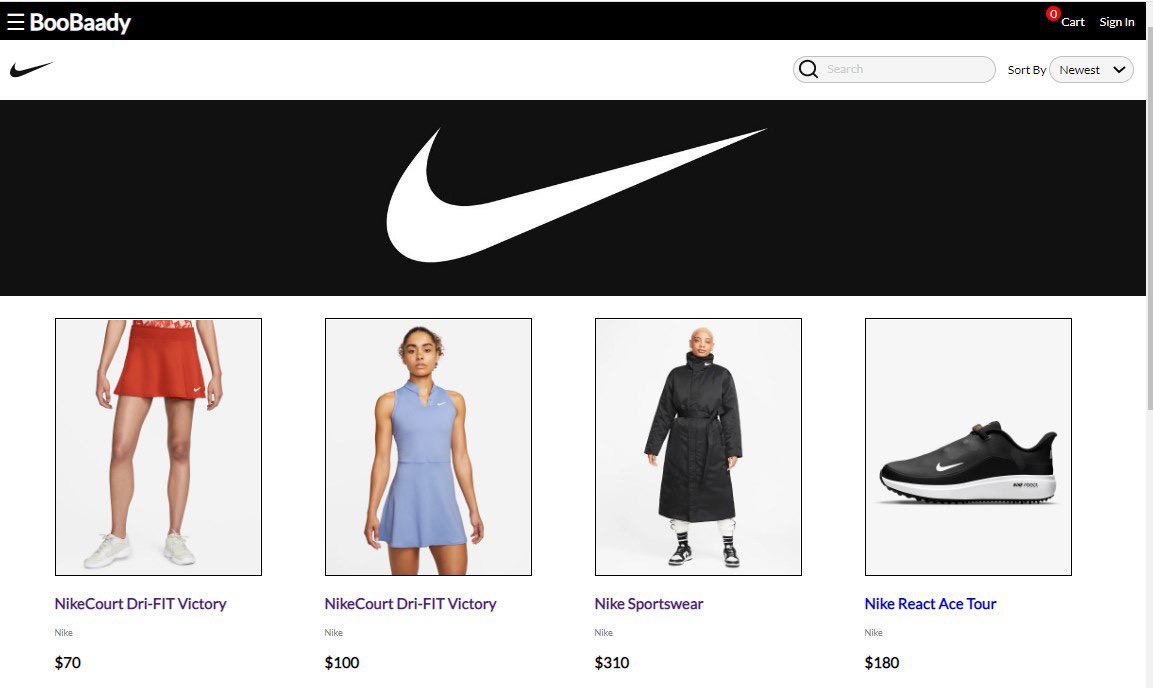 ☰ BooBaady
0 Cart Sign In
Search
Sort By Newest
NikeCourt Dri-FIT Victory
Nike
$70
NikeCourt Dri-FIT Victory
Nike
$100
Nike Sportswear
Nike
$310
Nike React Ace Tour
Nike
$180